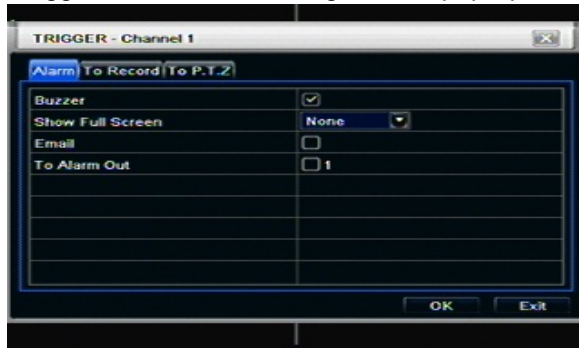 TRIGGER - Channel 1
Alarm To Record To P.T.Z
Buzzer
Show Full Screen None
Email
To Alarm Out 1
OK Exit